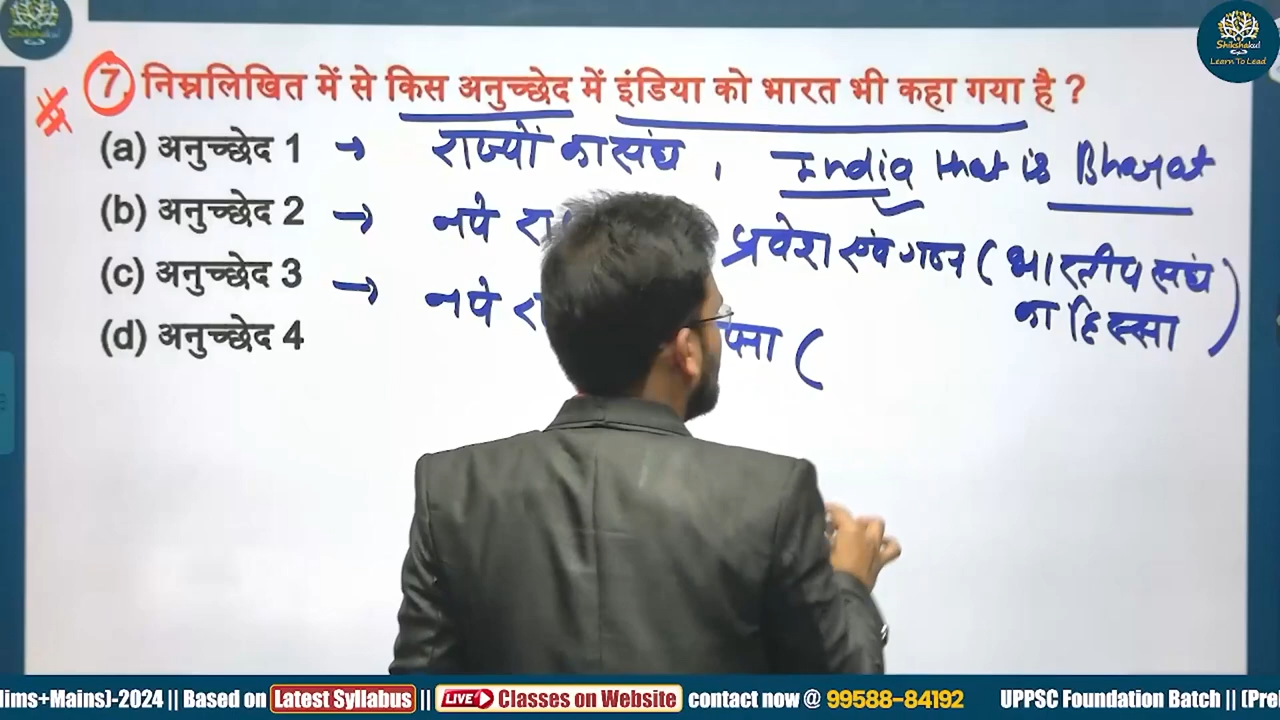 Shikshakul
Shikshakul
Learn To Lead
# 7 निम्नलिखित में से किस अनुच्छेद में इंडिया को भारत भी कहा गया है ?
(a) अनुच्छेद 1 → राज्यों का संघ , India that is Bharat
(b) अनुच्छेद 2 → नये प्रवेश एवं गठन ( भारतीय संघ
का हिस्सा )
(c) अनुच्छेद 3 → नये (
(d) अनुच्छेद 4
lims+Mains)-2024 || Based on Latest Syllabus || LIVE Classes on Website contact now @ 99588-84192 UPPSC Foundation Batch || (Pre